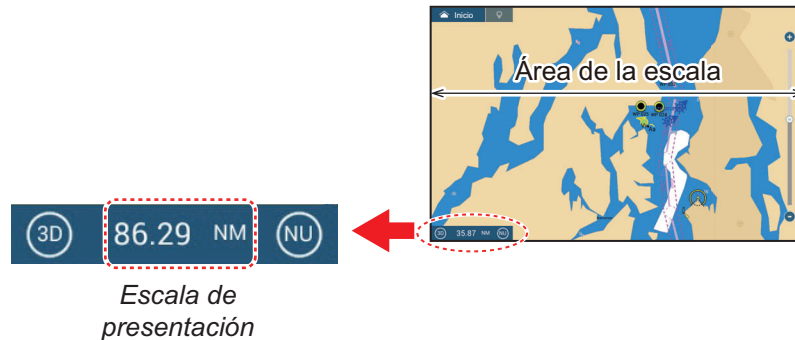 Inicio
Área de la escala
3D 35.87 NM NU
3D 86.29 NM NU
Escala de
presentación